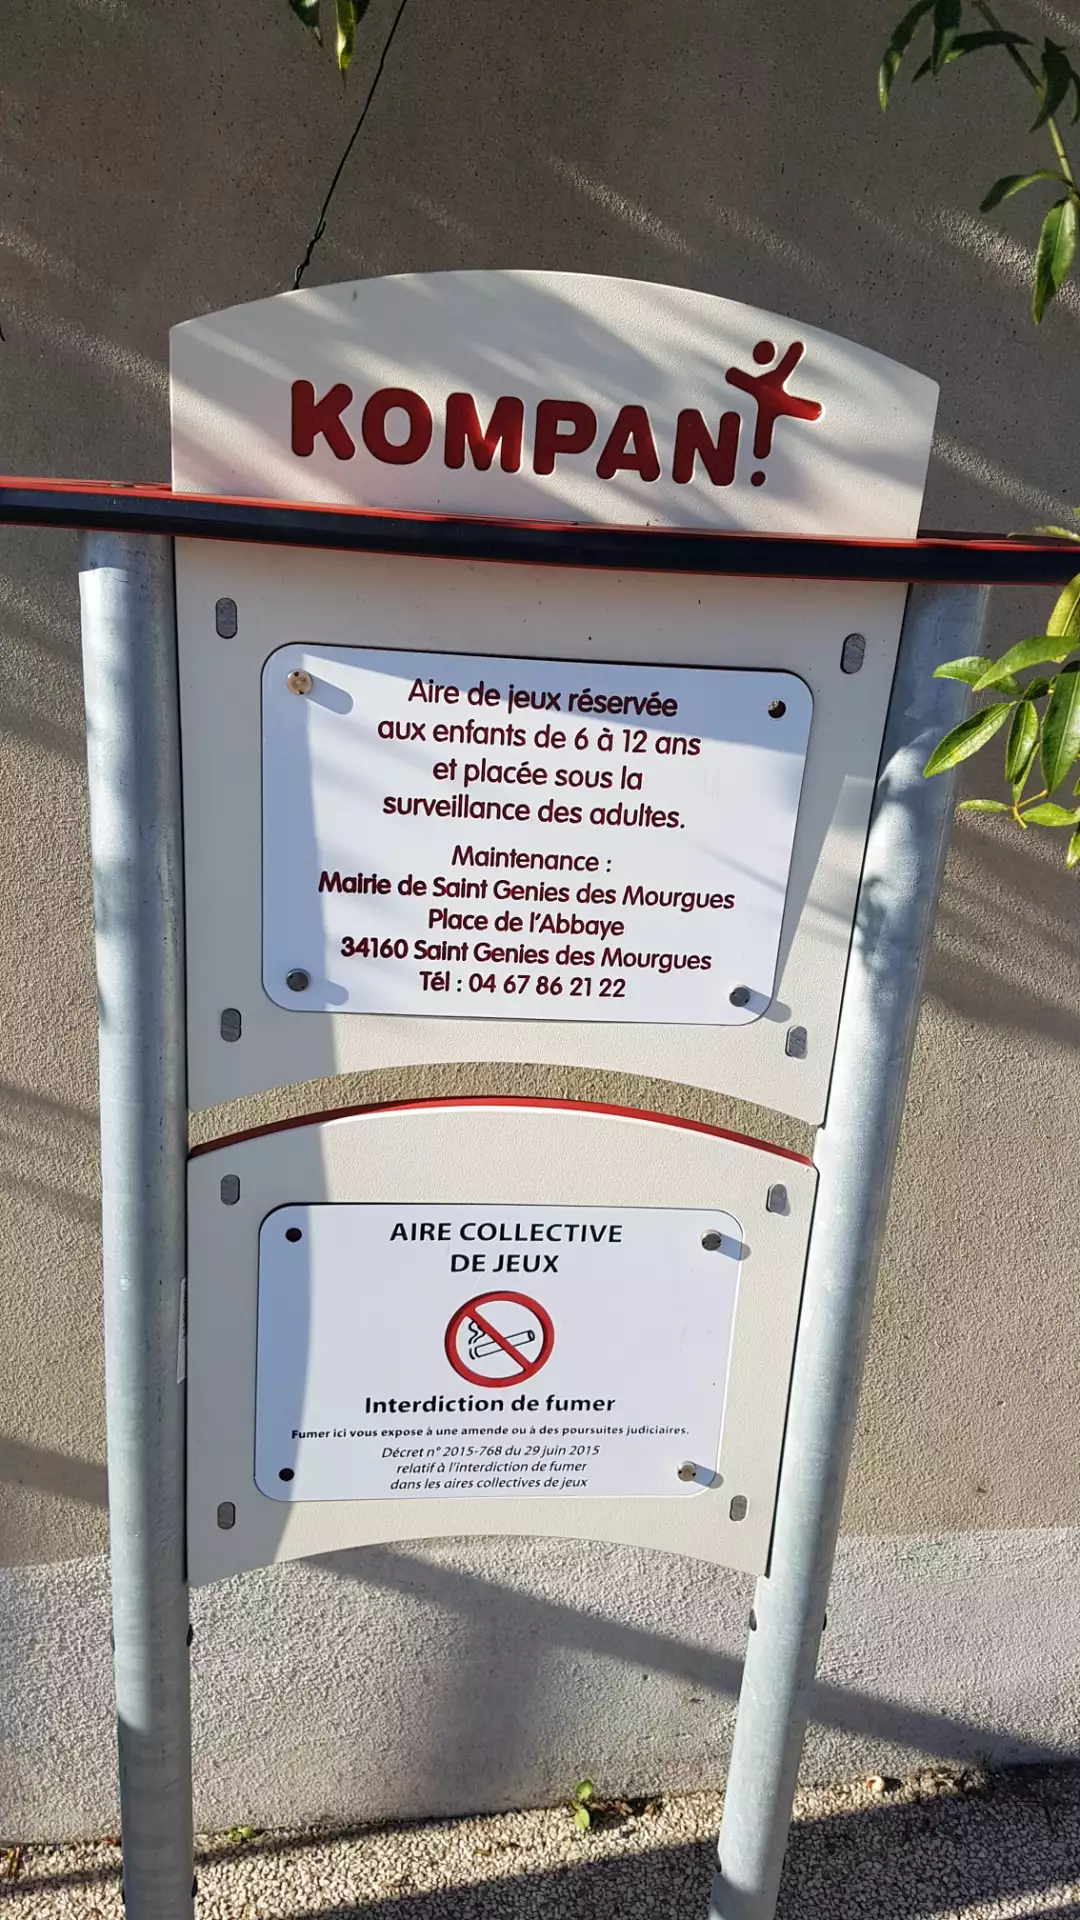 KOMPAN!
Aire de jeux réservée
aux enfants de 6 à 12 ans
et placée sous la
surveillance des adultes.
Maintenance :
Mairie de Saint Genies des Mourgues
Place de l'Abbaye
34160 Saint Genies des Mourgues
Tél : 04 67 86 21 22
AIRE COLLECTIVE
DE JEUX
Interdiction de fumer
Fumer ici vous expose à une amende ou à des poursuites judiciaires.
Décret n° 2015-768 du 29 juin 2015
relatif à l'interdiction de fumer
dans les aires collectives de jeux